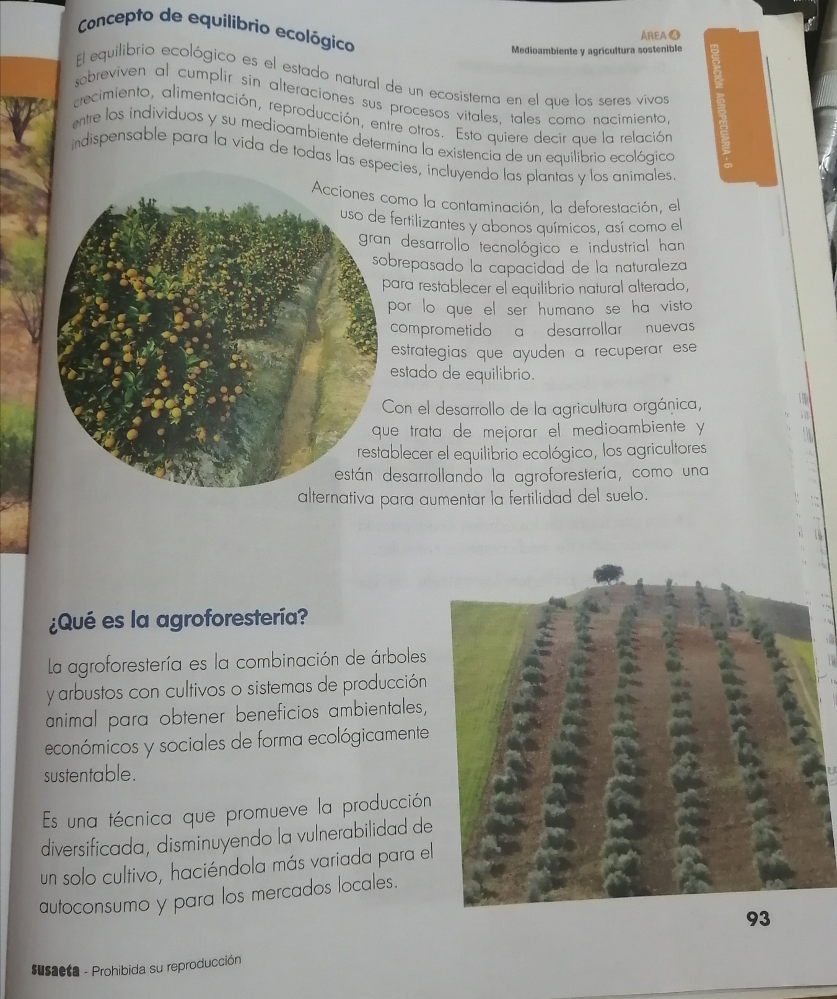 ÁREA 4
Medioambiente y agricultura sostenible
EDUCACIÓN AGROPECUARIA - 6
Concepto de equilibrio ecológico
El equilibrio ecológico es el estado natural de un ecosistema en el que los seres vivos
sobreviven al cumplir sin alteraciones sus procesos vitales, tales como nacimiento,
crecimiento, alimentación, reproducción, entre otros. Esto quiere decir que la relación
entre los individuos y su medioambiente determina la existencia de un equilibrio ecológico
indispensable para la vida de todas las especies, incluyendo las plantas y los animales.
Acciones como la contaminación, la deforestación, el
uso de fertilizantes y abonos químicos, así como el
gran desarrollo tecnológico e industrial han
sobrepasado la capacidad de la naturaleza
para restablecer el equilibrio natural alterado,
por lo que el ser humano se ha visto
comprometido a desarrollar nuevas
estrategias que ayuden a recuperar ese
estado de equilibrio.
Con el desarrollo de la agricultura orgánica,
que trata de mejorar el medioambiente y
restablecer el equilibrio ecológico, los agricultores
están desarrollando la agroforestería, como una
alternativa para aumentar la fertilidad del suelo.
¿Qué es la agroforestería?
La agroforestería es la combinación de árboles
y arbustos con cultivos o sistemas de producción
animal para obtener beneficios ambientales,
económicos y sociales de forma ecológicamente
sustentable.
Es una técnica que promueve la producción
diversificada, disminuyendo la vulnerabilidad de
un solo cultivo, haciéndola más variada para el
autoconsumo y para los mercados locales.
93
susaeta - Prohibida su reproducción